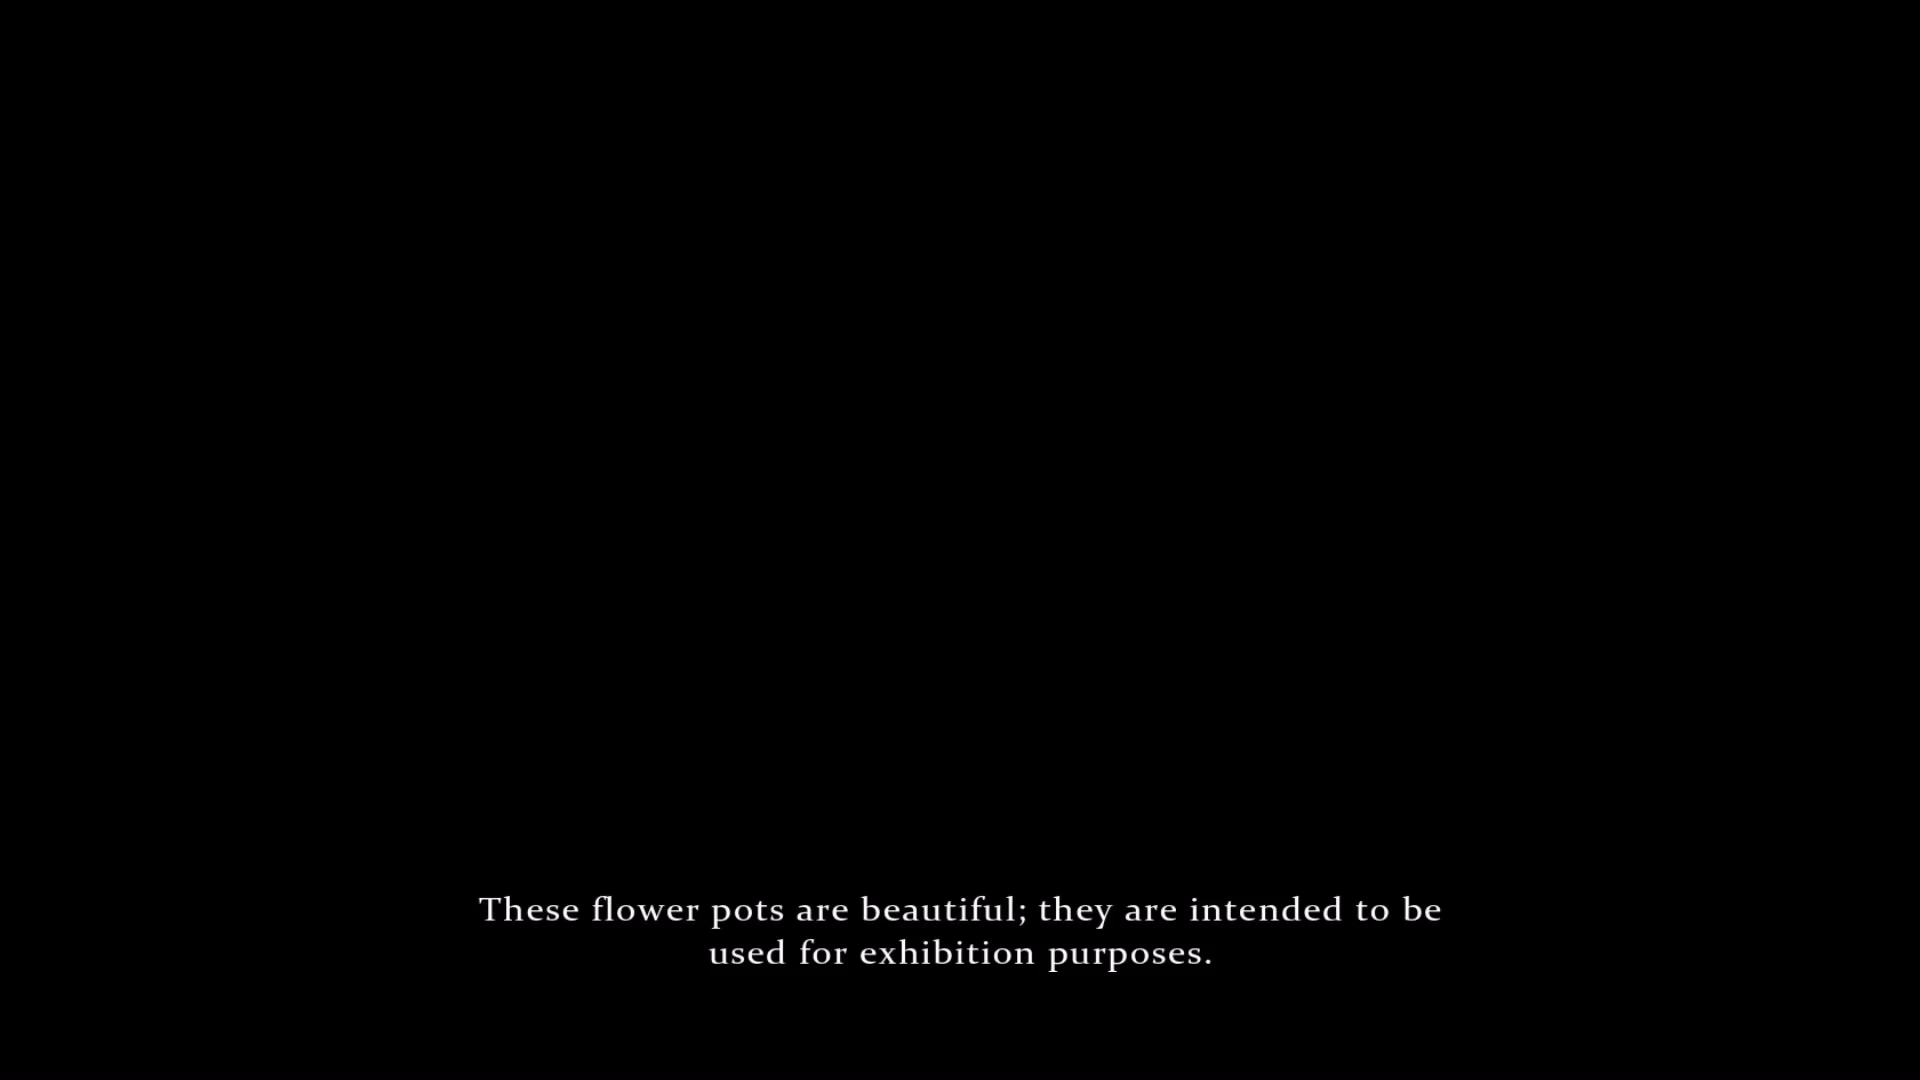 These flower pots are beautiful; they are intended to be
used for exhibition purposes.